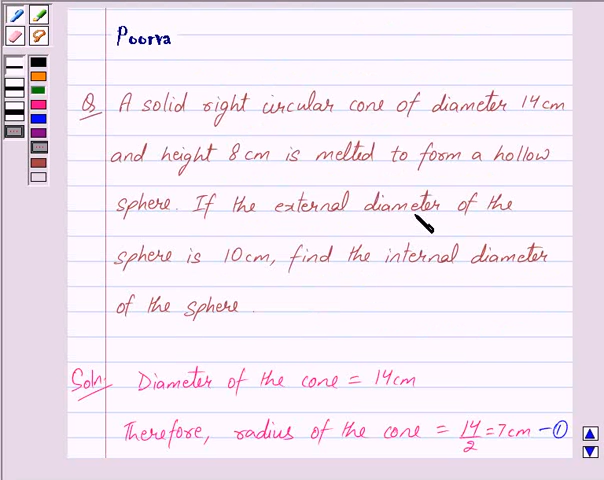 Poorva
Q A solid right circular cone of diameter 14cm
and height 8cm is melted to form a hollow
sphere. If the external diameter of the
sphere is 10cm, find the internal diameter
of the sphere.
Soln: Diameter of the cone = 14cm
Therefore, radius of the cone = 14/2 = 7cm - ①